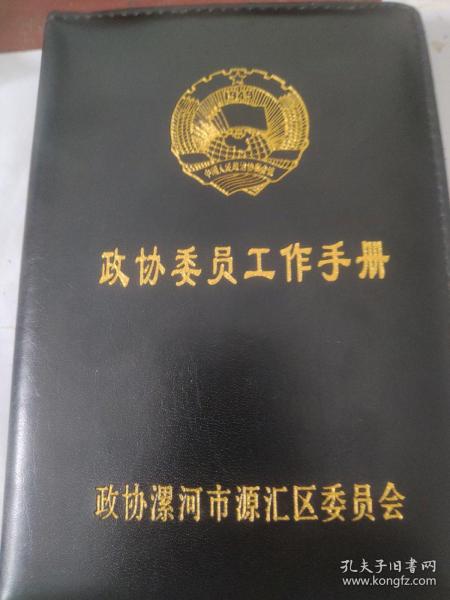 1949
中国人民政治协商会议
政协委员工作手册
政协漯河市源汇区委员会
孔夫子旧书网
www.kongfz.com